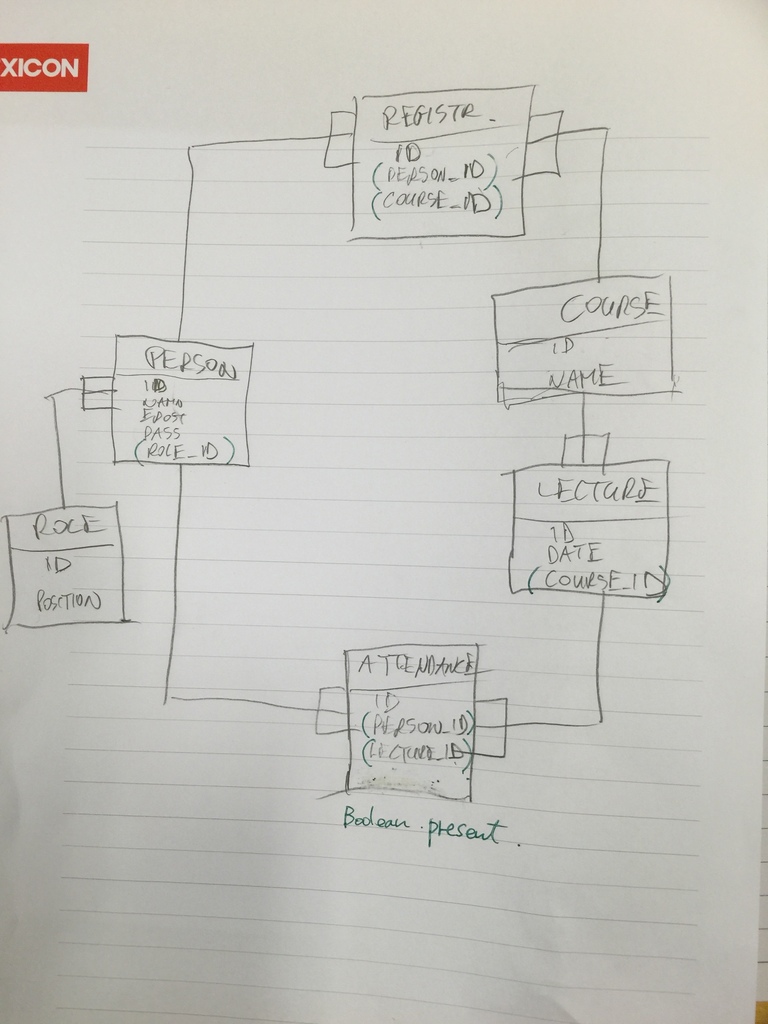 XICON
REGISTR.
ID
(PERSON_ID)
(COURSE_ID)
COURSE
ID
NAME
PERSON
ID
NAMN
EPOST
PASS
(ROLE_ID)
LECTURE
ID
DATE
(COURSE_ID)
ROLE
ID
POSITION
ATTENDANCE
ID
(PERSON_ID)
(LECTURE_ID)
Boolean present.